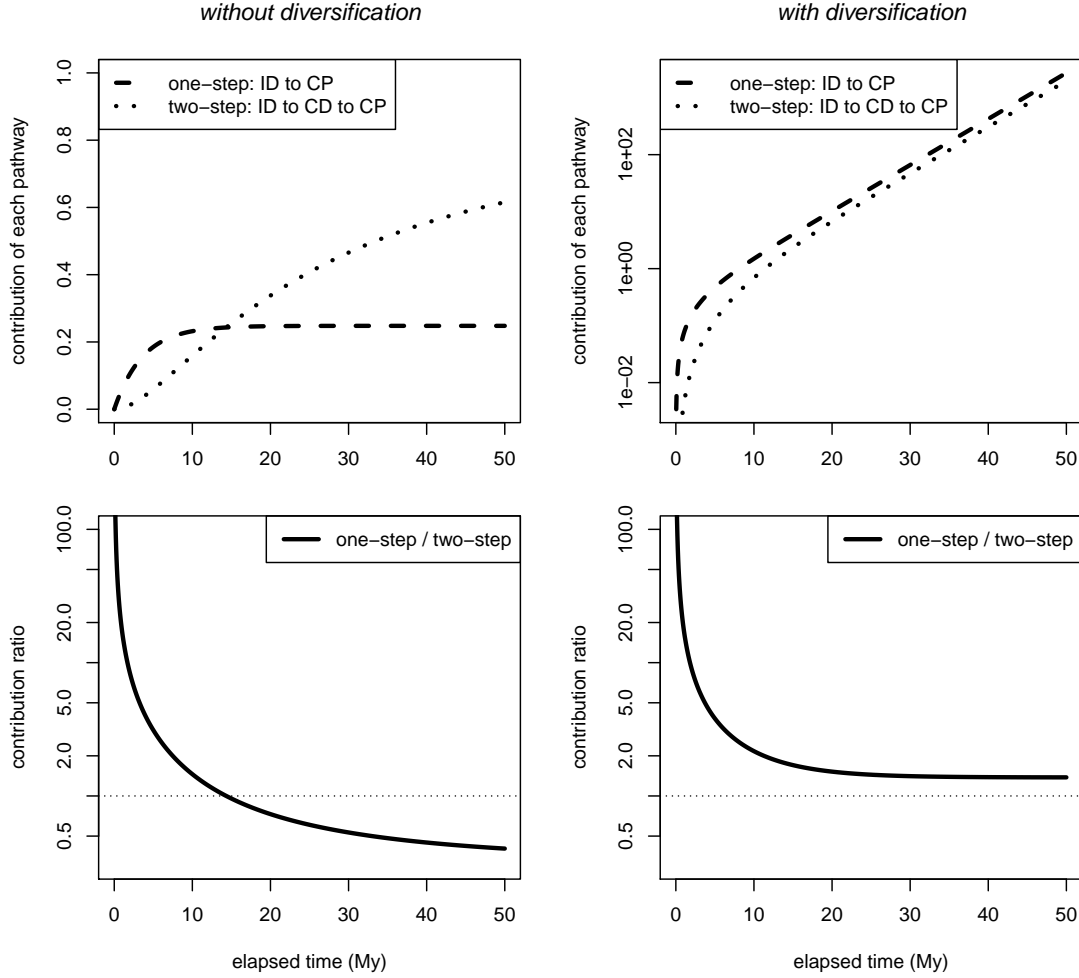 without diversification
with diversification
contribution of each pathway
1.0
0.8
0.6
0.4
0.2
0.0
one−step: ID to CP
two−step: ID to CD to CP
0 10 20 30 40 50
contribution of each pathway
1e+02
1e+00
1e−02
one−step: ID to CP
two−step: ID to CD to CP
0 10 20 30 40 50
contribution ratio
100.0
20.0
5.0
2.0
0.5
one−step / two−step
0 10 20 30 40 50
elapsed time (My)
contribution ratio
100.0
20.0
5.0
2.0
0.5
one−step / two−step
0 10 20 30 40 50
elapsed time (My)